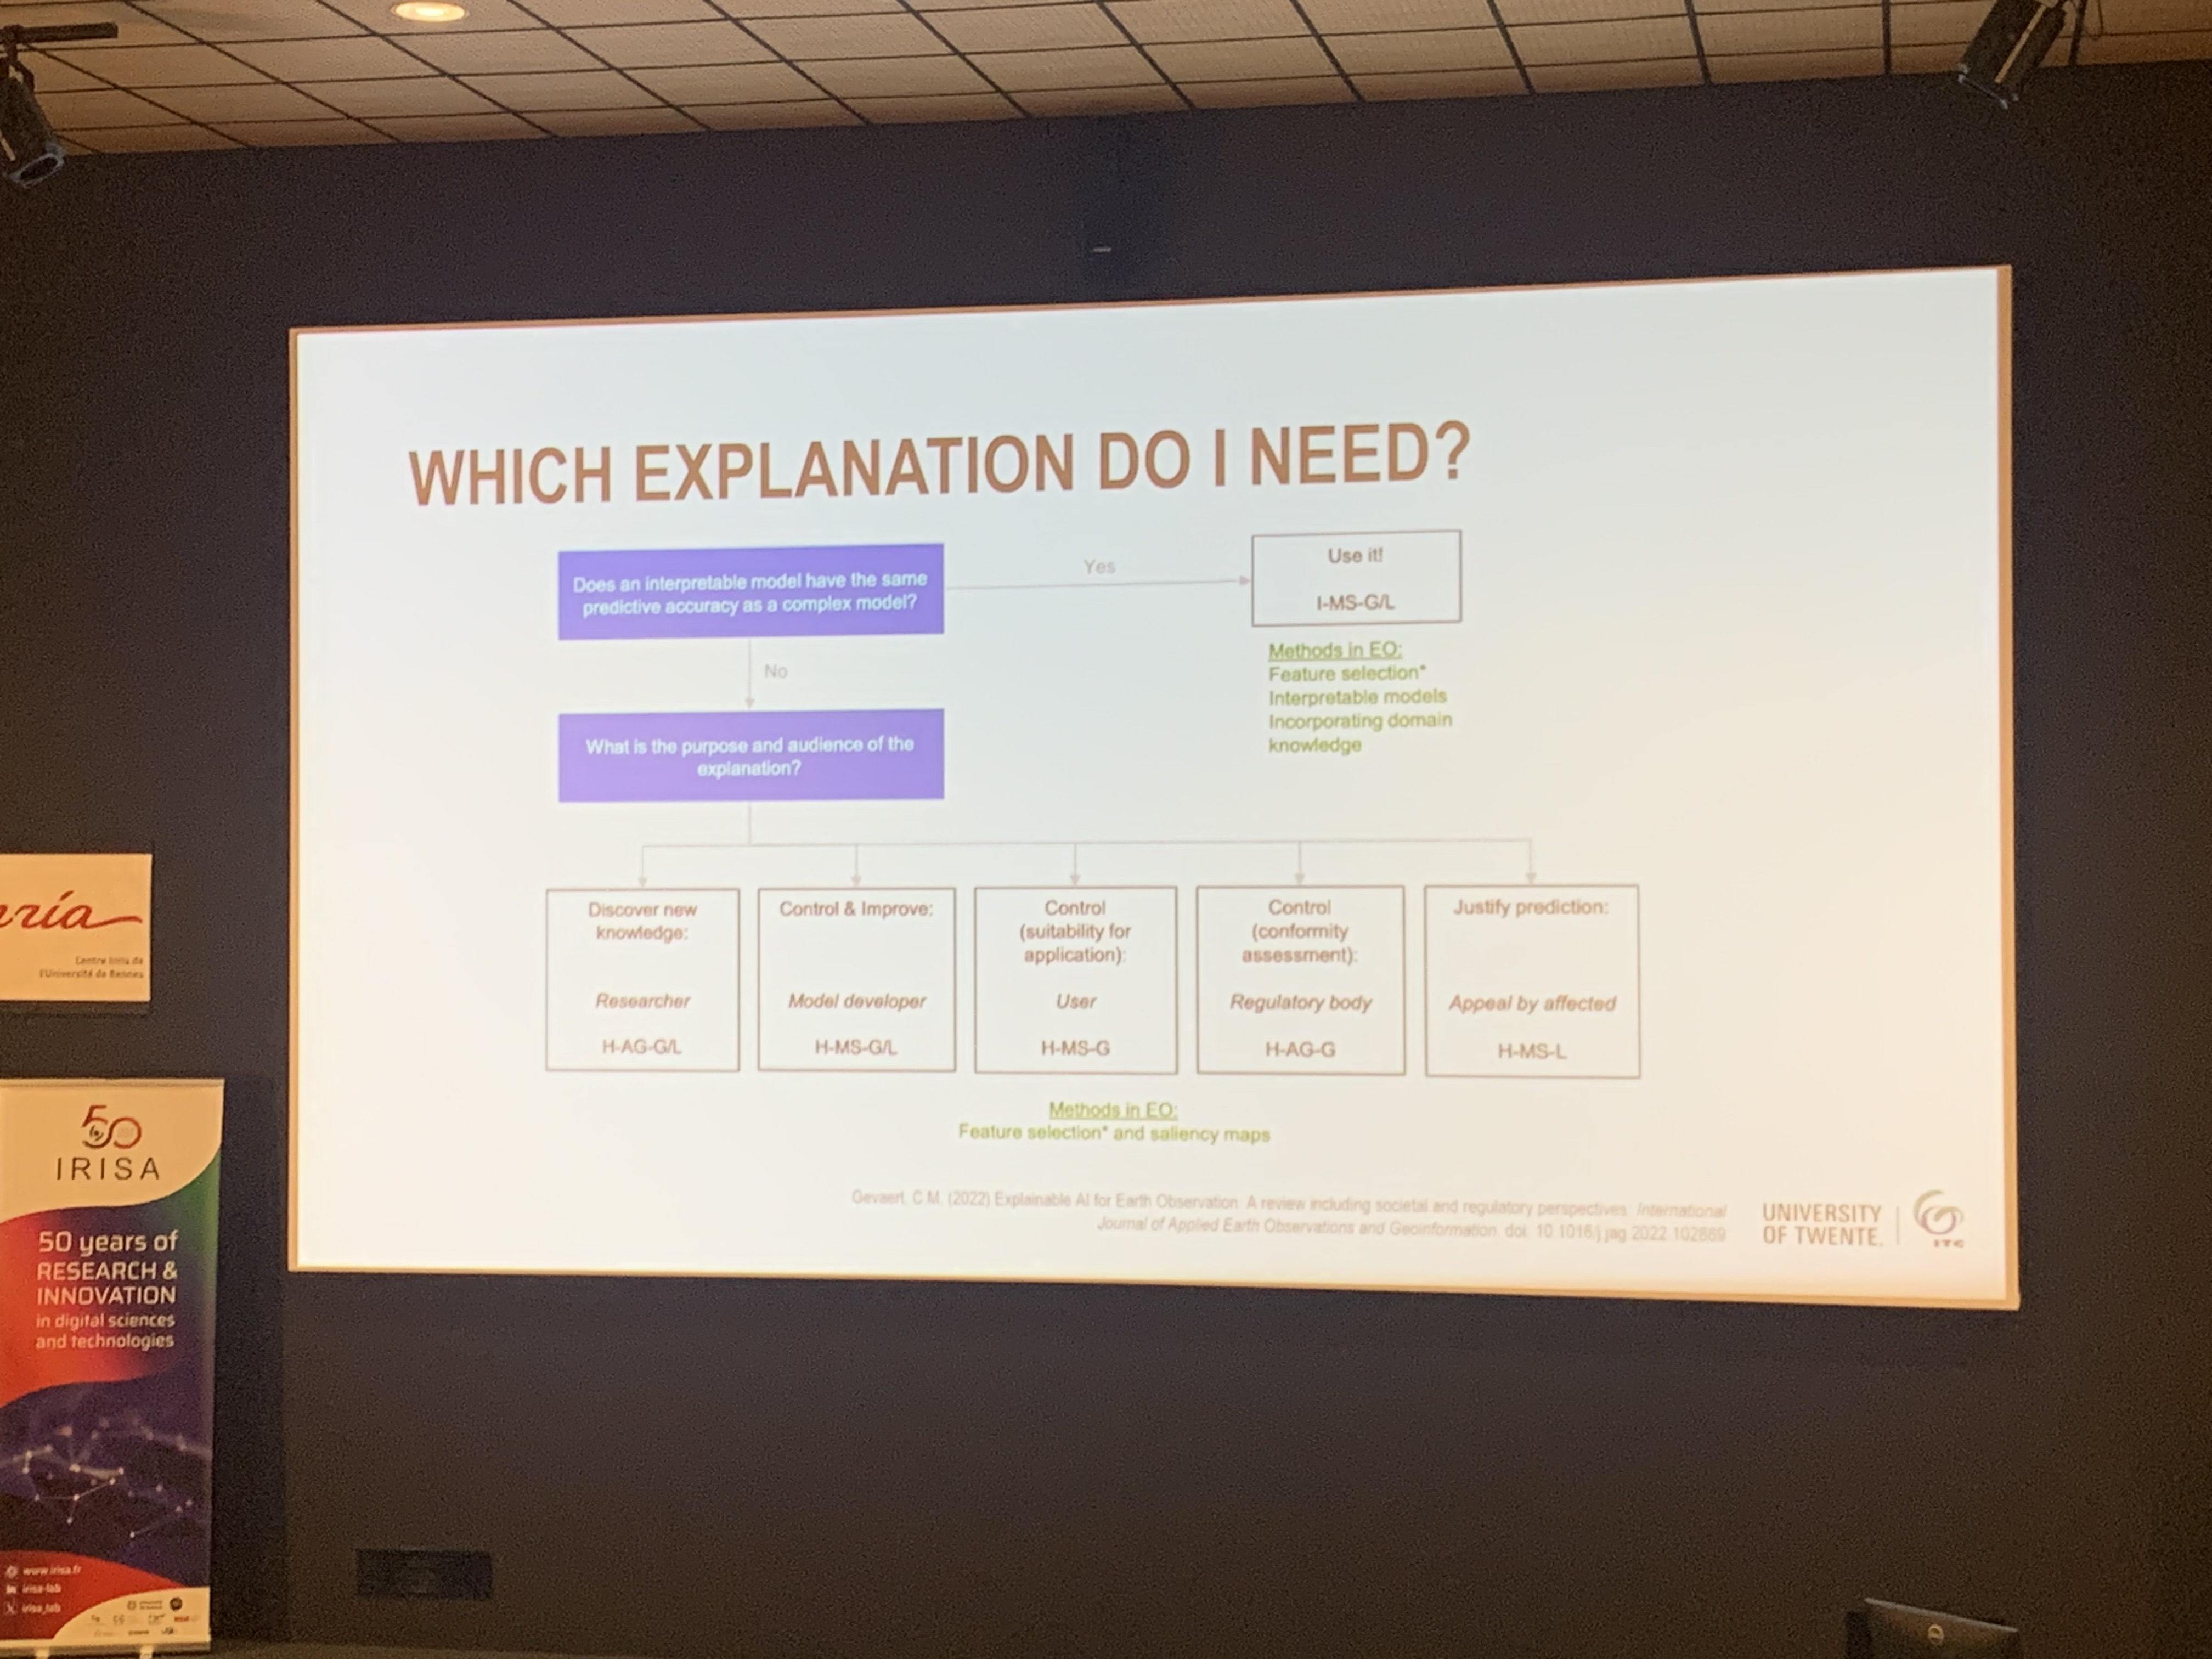 WHICH EXPLANATION DO I NEED?
Does an interpretable model have the same
predictive accuracy as a complex model?
Yes
Use it!
I-MS-G/L
Methods in EO:
Feature selection*
Interpretable models
Incorporating domain
knowledge
No
What is the purpose and audience of the
explanation?
Discover new
knowledge:
Researcher
H-AG-G/L
Control & Improve:
Model developer
H-MS-G/L
Control
(suitability for
application):
User
H-MS-G
Control
(conformity
assessment):
Regulatory body
H-AG-G
Justify prediction:
Appeal by affected
H-MS-L
Methods in EO:
Feature selection* and saliency maps
Gevaert, C.M. (2022) Explainable AI for Earth Observation: A review including societal and regulatory perspectives. International
Journal of Applied Earth Observations and Geoinformation. doi: 10.1016/j.jag.2022.102869
UNIVERSITY
OF TWENTE.
ITC
ría
Centre Inria de
l'Université de Rennes
50
IRISA
50 years of
RESEARCH &
INNOVATION
in digital sciences
and technologies
www.irisa.fr
irisa-lab
irisa_lab